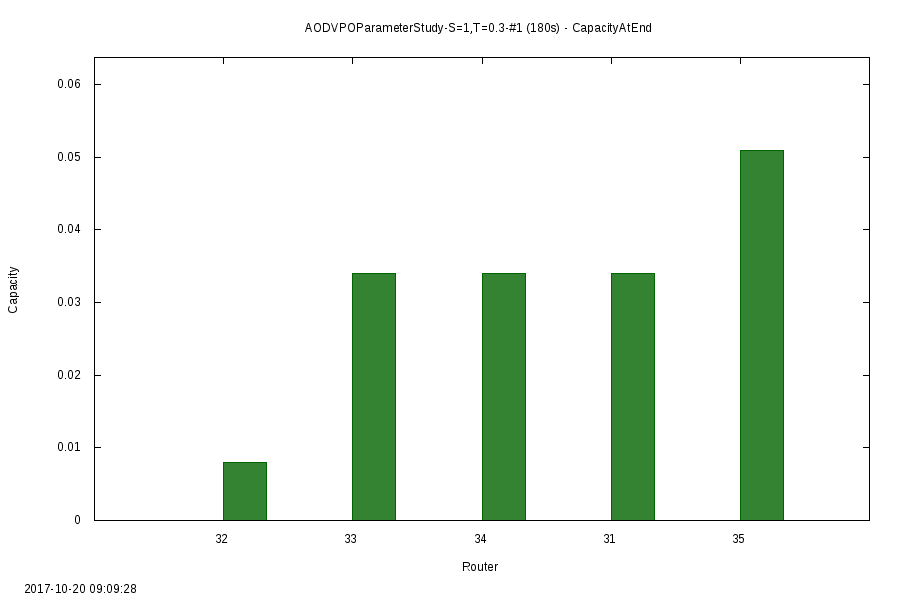 AODVPOParameterStudy-S=1,T=0.3-#1 (180s) - CapacityAtEnd
0.06
0.05
0.04
0.03
0.02
0.01
0
Capacity
32 33 34 31 35
Router
2017-10-20 09:09:28